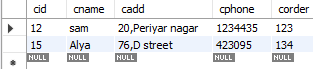 cid cname cadd cphone corder
12 sam 20,Periyar nagar 1234435 123
15 Alya 76,D street 423095 134
NULL NULL NULL NULL NULL